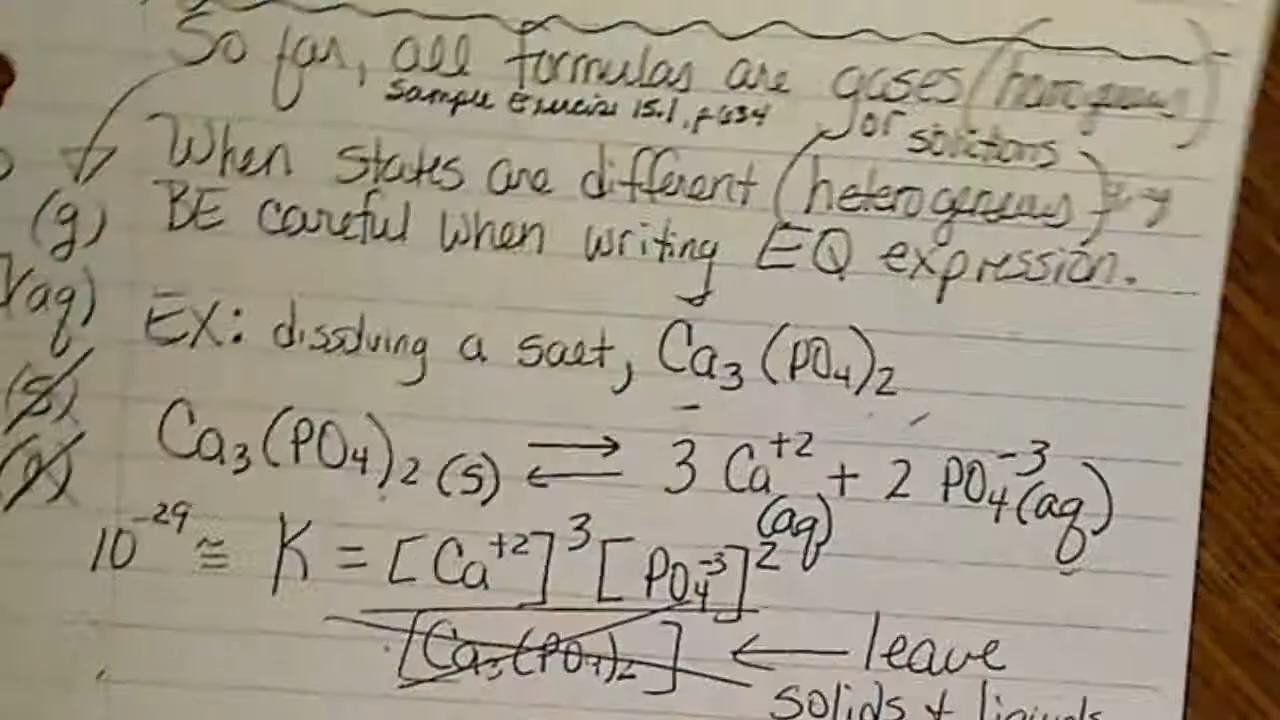 So far, all formulas are gases (homogeneous)
Sample Exercise 15.1, p634
or solutions
When states are different (heterogeneous)
(g) BE careful when writing EQ expression.
(aq)
EX: dissolving a salt, Ca₃(PO₄)₂
(s)
Ca₃(PO₄)₂ (s) ⇌ 3 Ca⁺² (aq) + 2 PO₄⁻³ (aq)
10⁻²⁹ ≅ K = [Ca⁺²]³ [PO₄⁻³]²
[Ca₃(PO₄)₂] ← leave
solids + liquids